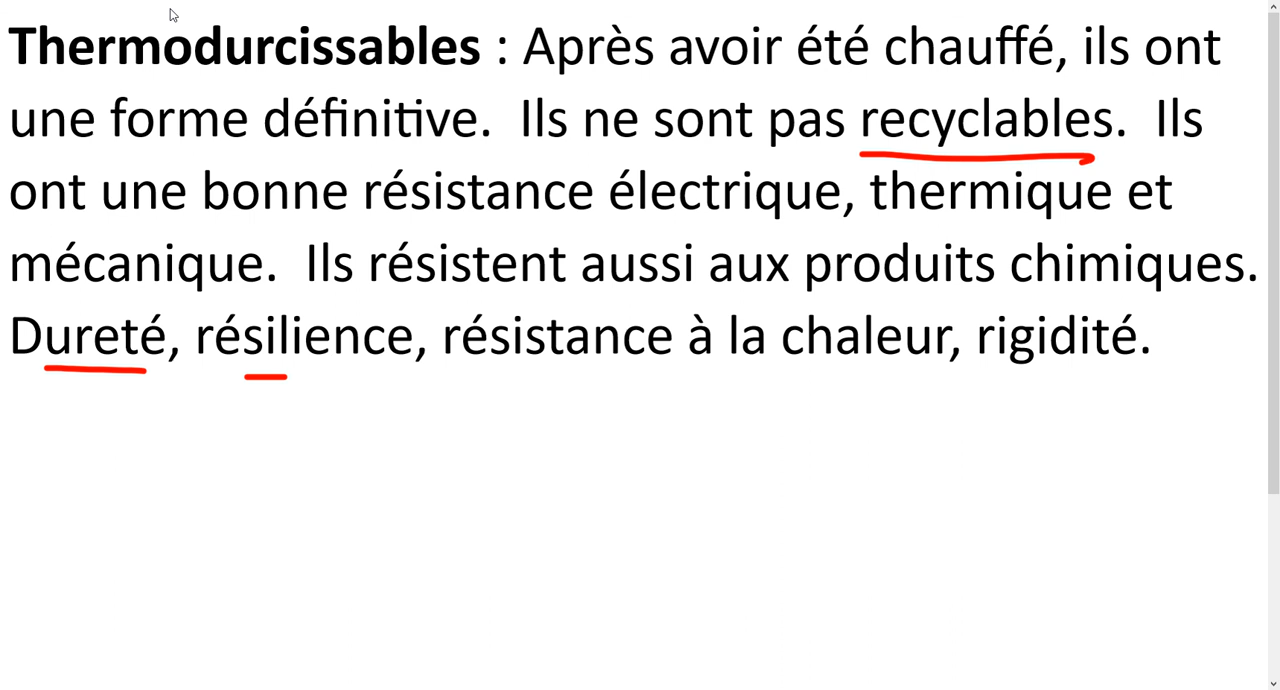 Thermodurcissables : Après avoir été chauffé, ils ont
une forme définitive.  Ils ne sont pas recyclables.  Ils
ont une bonne résistance électrique, thermique et
mécanique.  Ils résistent aussi aux produits chimiques.
Dureté, résilience, résistance à la chaleur, rigidité.